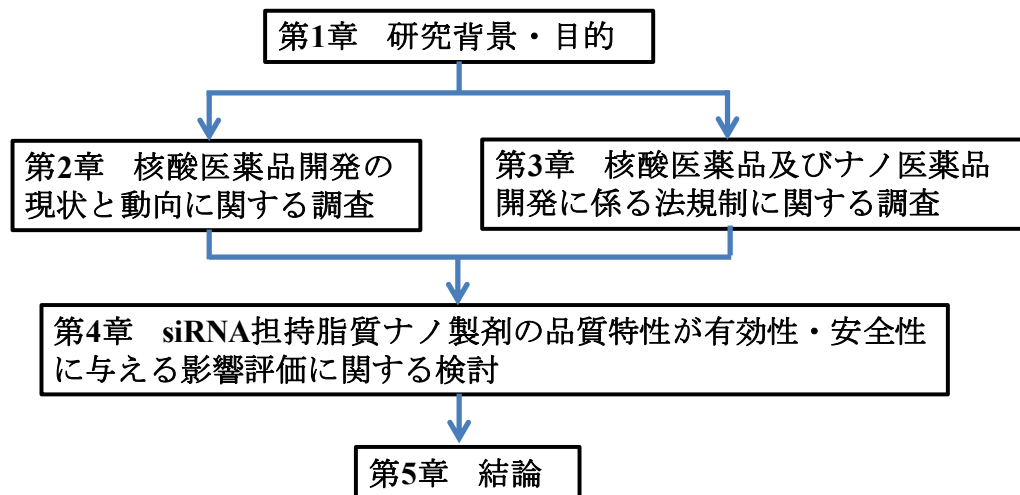 第1章　研究背景・目的
第2章　核酸医薬品開発の
現状と動向に関する調査
第3章　核酸医薬品及びナノ医薬品
開発に係る法規制に関する調査
第4章　siRNA担持脂質ナノ製剤の品質特性が有効性・安全性
に与える影響評価に関する検討
第5章　結論